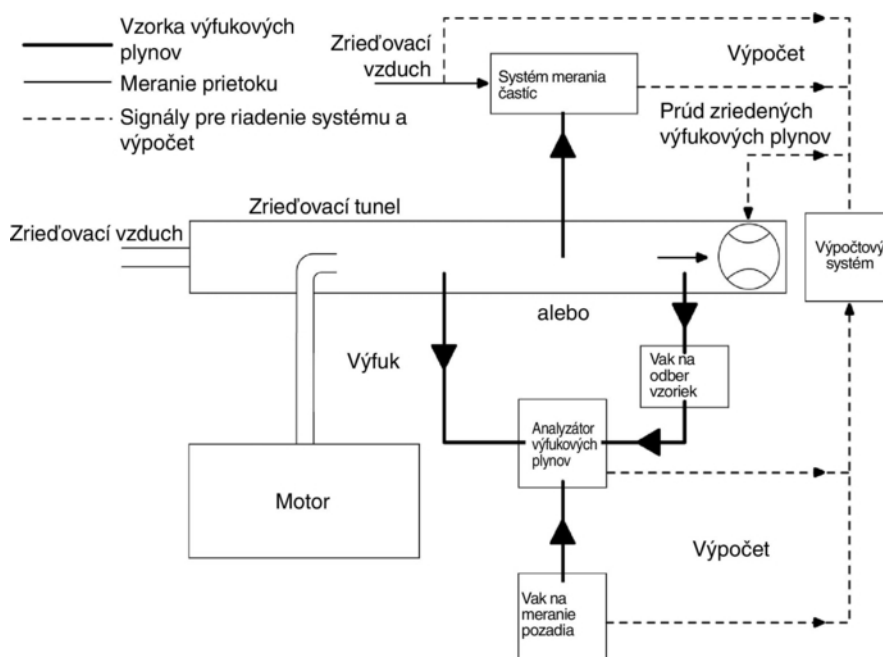 Vzorka výfukových
plynov
Meranie prietoku
Signály pre riadenie systému a
výpočet
Zrieďovací
vzduch
Systém merania
častíc
Výpočet
Prúd zriedených
výfukových plynov
Zrieďovací tunel
Zrieďovací vzduch
Výpočtový
systém
alebo
Výfuk
Vak na
odber
vzoriek
Analyzátor
výfukových
plynov
Motor
Výpočet
Vak na
meranie
pozadia